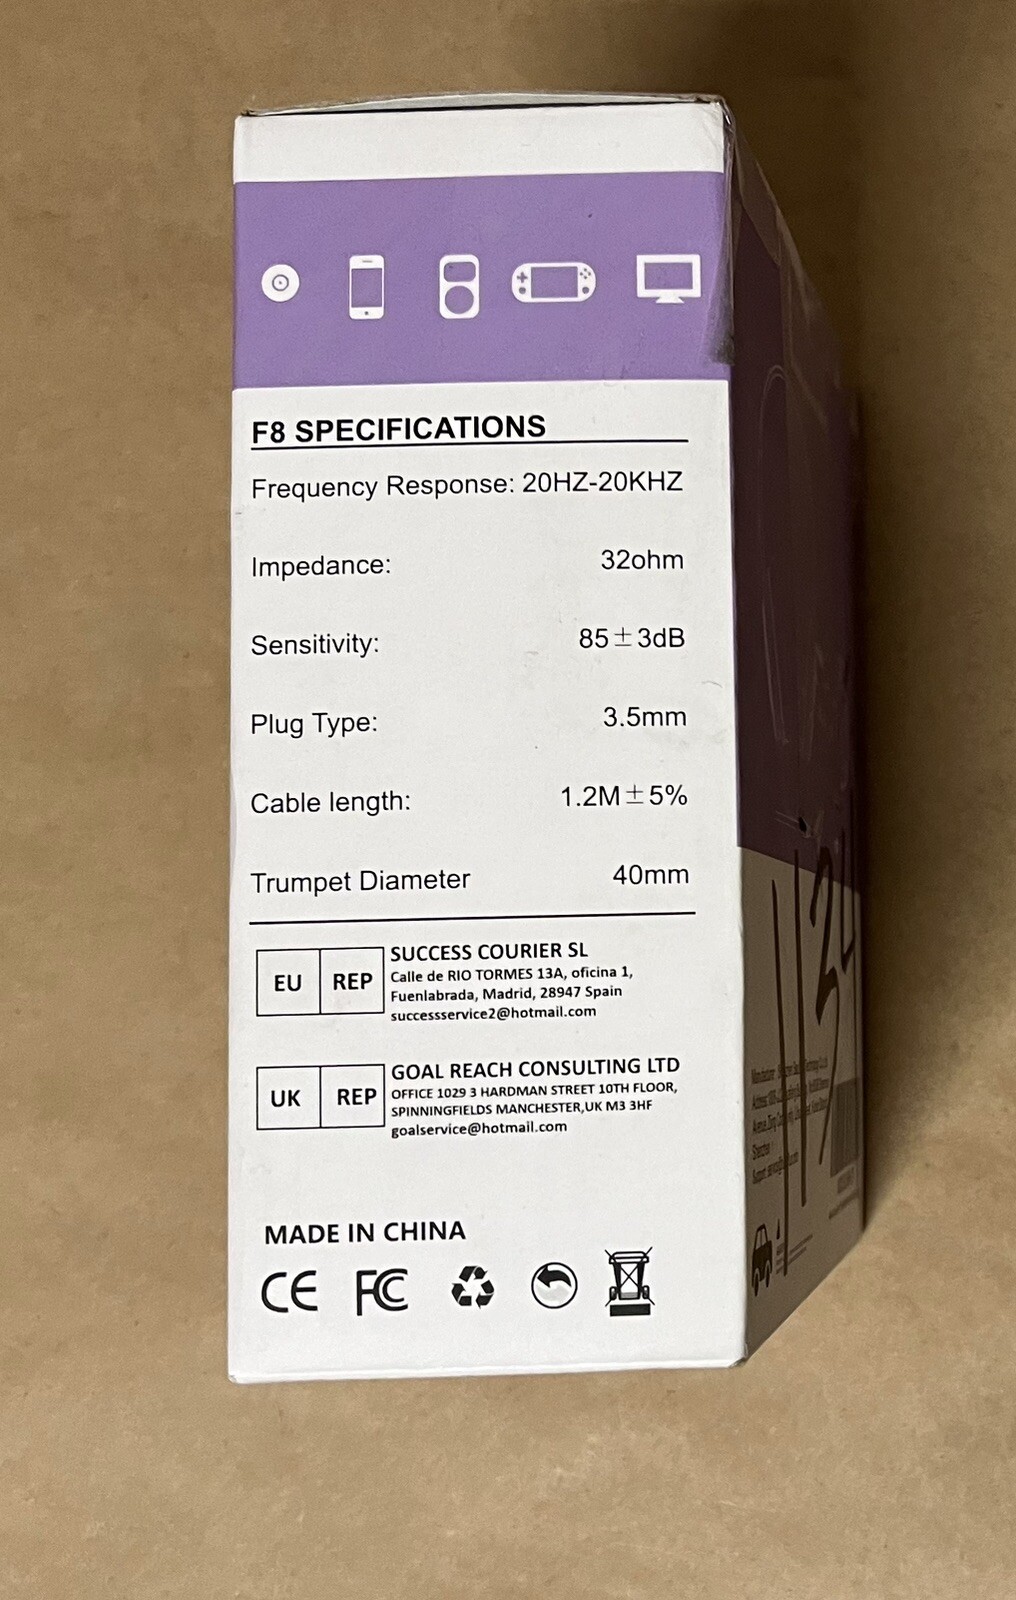 F8 SPECIFICATIONS
Frequency Response: 20HZ-20KHZ
Impedance: 32ohm
Sensitivity: 85±3dB
Plug Type: 3.5mm
Cable length: 1.2M±5%
Trumpet Diameter 40mm
EU REP
SUCCESS COURIER SL
Calle de RIO TORMES 13A, oficina 1,
Fuenlabrada, Madrid, 28947 Spain
successservice2@hotmail.com
UK REP
GOAL REACH CONSULTING LTD
OFFICE 1029 3 HARDMAN STREET 10TH FLOOR,
SPINNINGFIELDS MANCHESTER,UK M3 3HF
goalservice@hotmail.com
MADE IN CHINA
CE FC
Manufacturer
Shenzhen